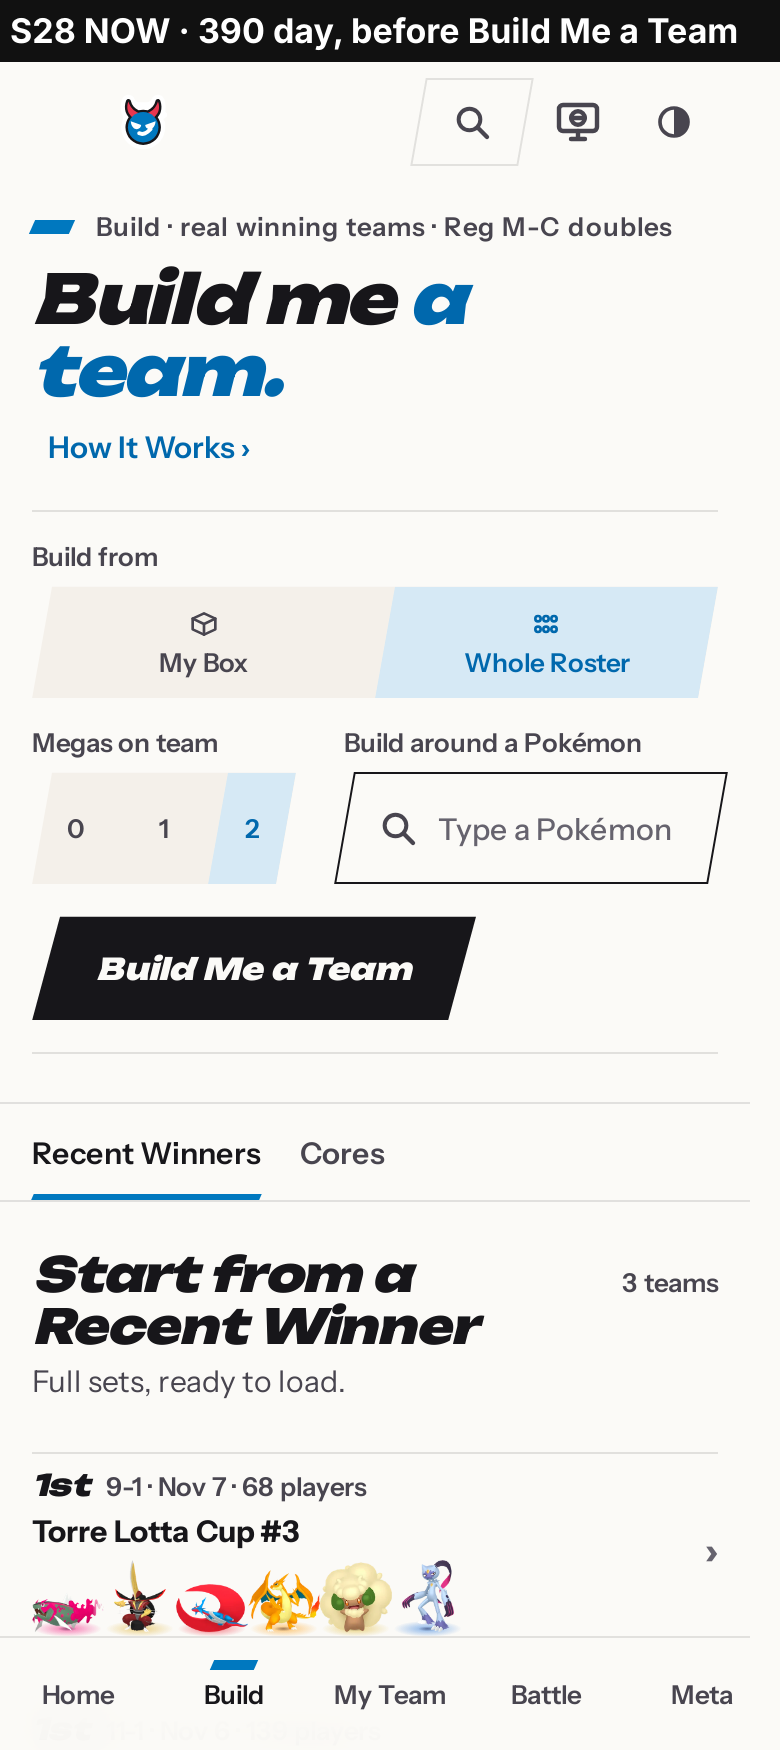 S28 NOW · 390 day, before Build Me a Team
Build · real winning teams · Reg M-C doubles
Build me a
team.
How It Works ›
Build from
My Box
Whole Roster
Megas on team
Build around a Pokémon
0 1 2
Type a Pokémon
Build Me a Team
Recent Winners Cores
Start from a
Recent Winner
3 teams
Full sets, ready to load.
1st 9-1 · Nov 7 · 68 players
Torre Lotta Cup #3
›
Home Build My Team Battle Meta